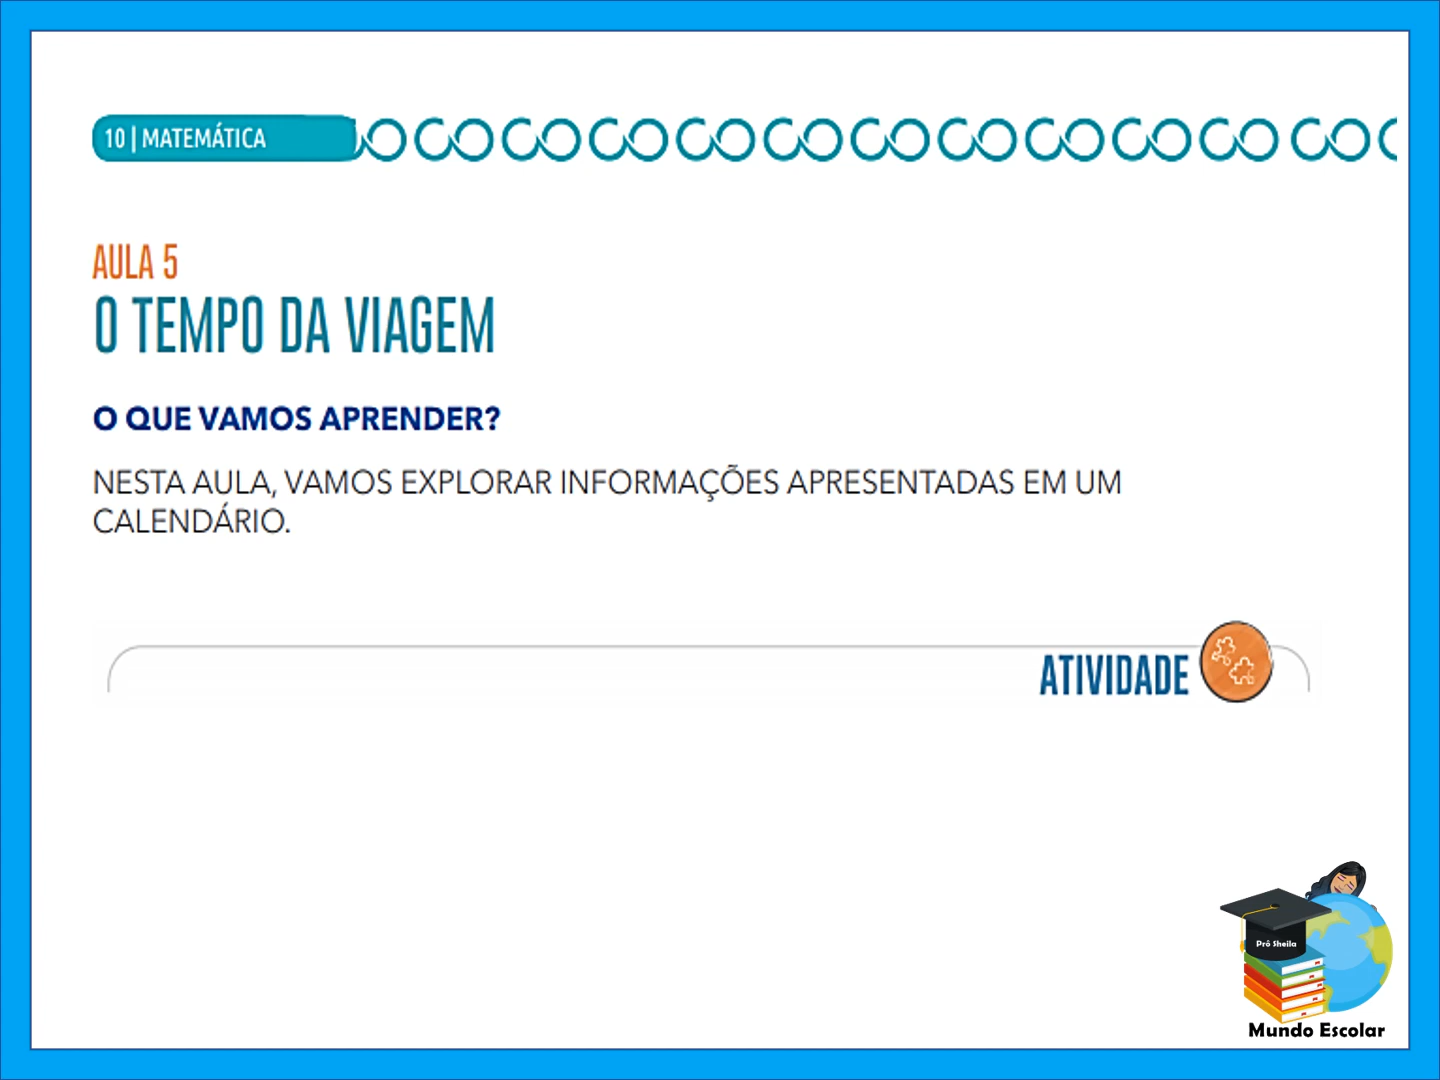 10 | MATEMÁTICA
AULA 5
O TEMPO DA VIAGEM
O QUE VAMOS APRENDER?
NESTA AULA, VAMOS EXPLORAR INFORMAÇÕES APRESENTADAS EM UM
CALENDÁRIO.
ATIVIDADE
Prô Sheila
Mundo Escolar